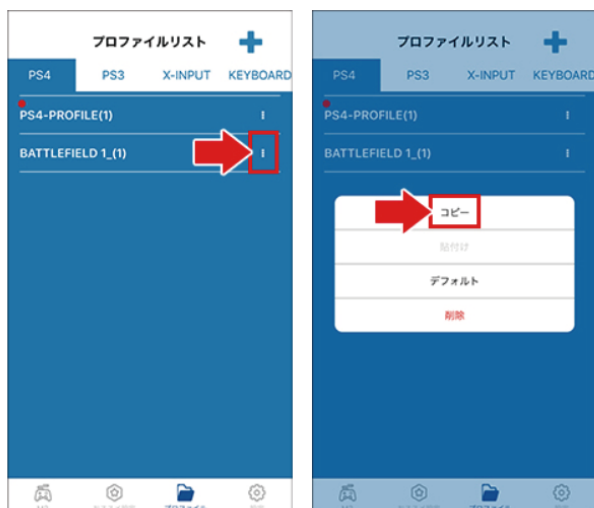 プロファイルリスト
PS4 PS3 X-INPUT KEYBOARD
PS4-PROFILE(1)
BATTLEFIELD 1_(1)
プロファイルリスト
PS4 PS3 X-INPUT KEYBOARD
PS4-PROFILE(1)
BATTLEFIELD 1_(1)
コピー
貼付け
デフォルト
削除